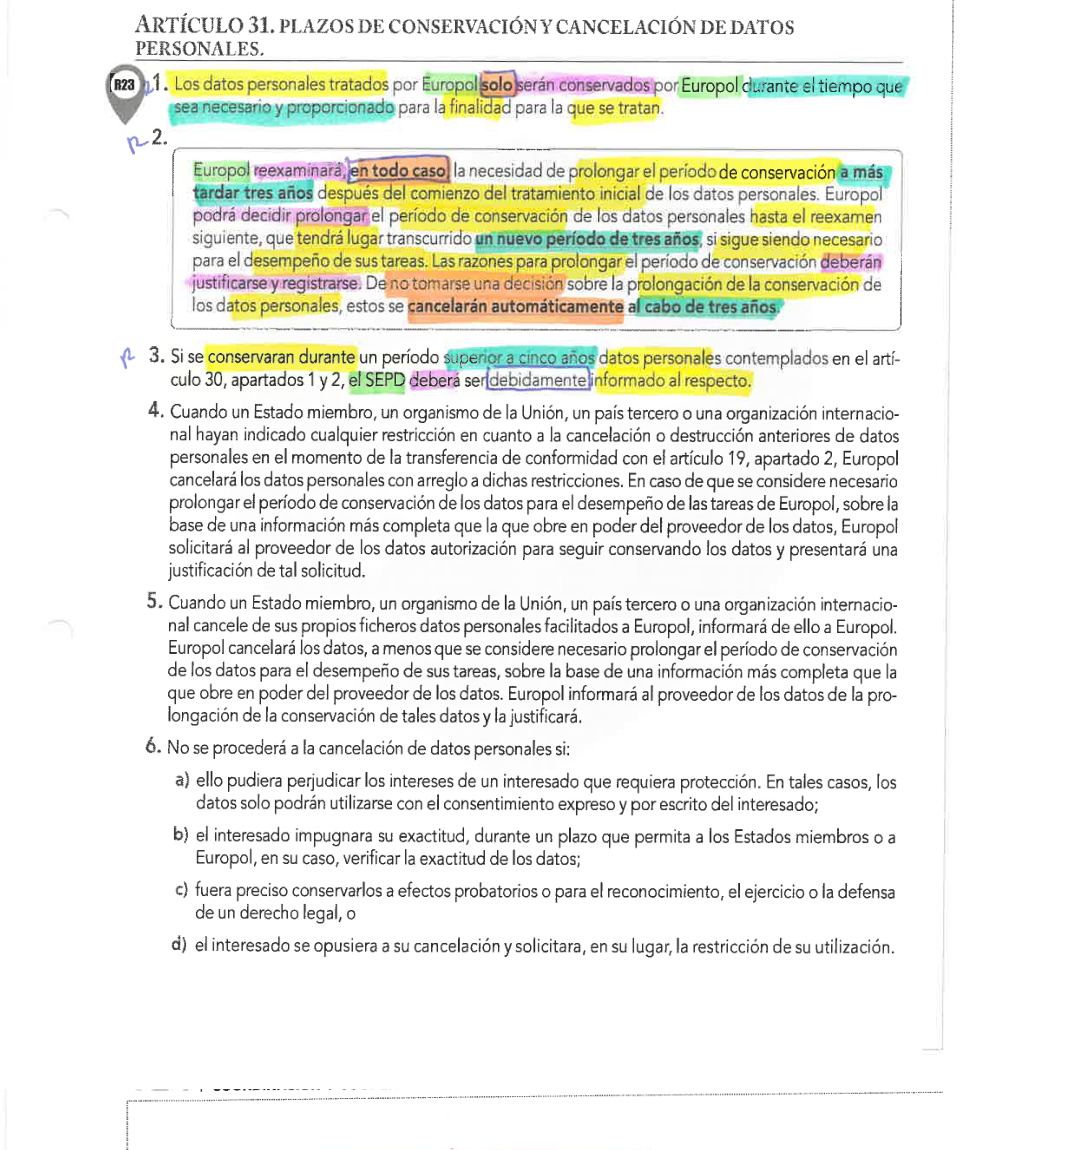 ARTÍCULO 31. PLAZOS DE CONSERVACIÓN Y CANCELACIÓN DE DATOS
PERSONALES.
R23
1. Los datos personales tratados por Europol solo serán conservados por Europol durante el tiempo que
sea necesario y proporcionado para la finalidad para la que se tratan.
2.
Europol reexaminará, en todo caso, la necesidad de prolongar el período de conservación a más
tardar tres años después del comienzo del tratamiento inicial de los datos personales. Europol
podrá decidir prolongar el período de conservación de los datos personales hasta el reexamen
siguiente, que tendrá lugar transcurrido un nuevo período de tres años, si sigue siendo necesario
para el desempeño de sus tareas. Las razones para prolongar el período de conservación deberán
justificarse y registrarse. De no tomarse una decisión sobre la prolongación de la conservación de
los datos personales, estos se cancelarán automáticamente al cabo de tres años.
3. Si se conservaran durante un período superior a cinco años datos personales contemplados en el artí-
culo 30, apartados 1 y 2, el SEPD deberá ser debidamente informado al respecto.
4. Cuando un Estado miembro, un organismo de la Unión, un país tercero o una organización internacio-
nal hayan indicado cualquier restricción en cuanto a la cancelación o destrucción anteriores de datos
personales en el momento de la transferencia de conformidad con el artículo 19, apartado 2, Europol
cancelará los datos personales con arreglo a dichas restricciones. En caso de que se considere necesario
prolongar el período de conservación de los datos para el desempeño de las tareas de Europol, sobre la
base de una información más completa que la que obre en poder del proveedor de los datos, Europol
solicitará al proveedor de los datos autorización para seguir conservando los datos y presentará una
justificación de tal solicitud.
5. Cuando un Estado miembro, un organismo de la Unión, un país tercero o una organización internacio-
nal cancele de sus propios ficheros datos personales facilitados a Europol, informará de ello a Europol.
Europol cancelará los datos, a menos que se considere necesario prolongar el período de conservación
de los datos para el desempeño de sus tareas, sobre la base de una información más completa que la
que obre en poder del proveedor de los datos. Europol informará al proveedor de los datos de la pro-
longación de la conservación de tales datos y la justificará.
6. No se procederá a la cancelación de datos personales si:
a) ello pudiera perjudicar los intereses de un interesado que requiera protección. En tales casos, los
datos solo podrán utilizarse con el consentimiento expreso y por escrito del interesado;
b) el interesado impugnara su exactitud, durante un plazo que permita a los Estados miembros o a
Europol, en su caso, verificar la exactitud de los datos;
c) fuera preciso conservarlos a efectos probatorios o para el reconocimiento, el ejercicio o la defensa
de un derecho legal, o
d) el interesado se opusiera a su cancelación y solicitara, en su lugar, la restricción de su utilización.